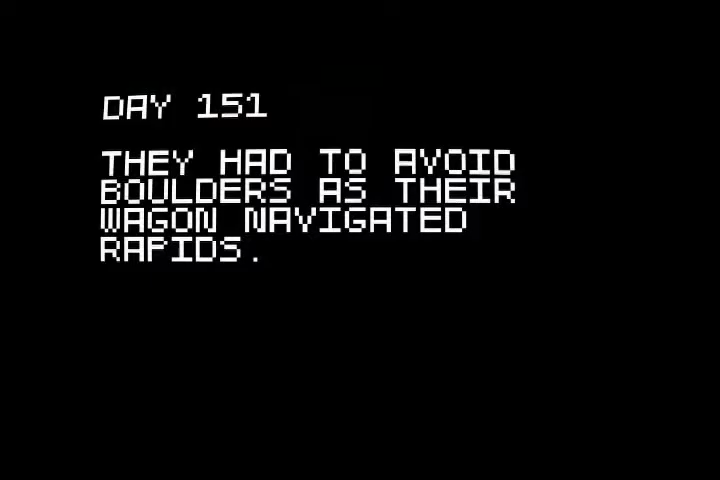 DAY 151
THEY HAD TO AVOID
BOULDERS AS THEIR
WAGON NAVIGATED
RAPIDS.